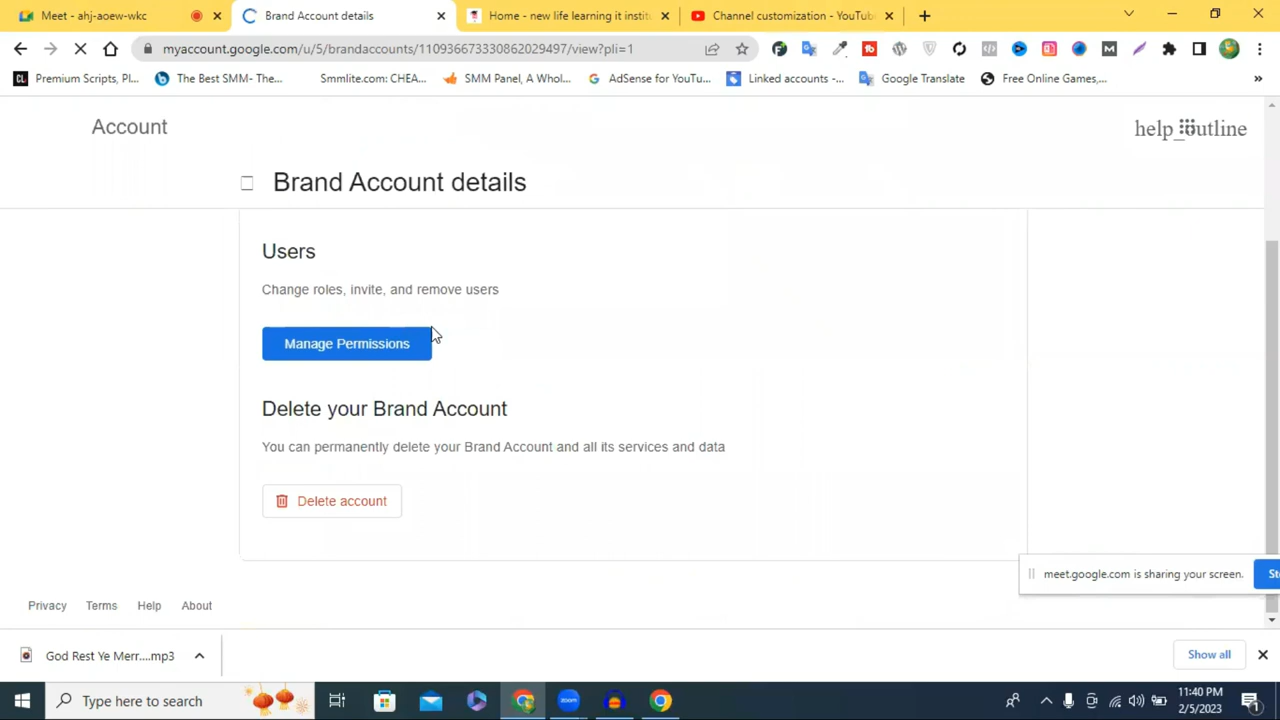 Meet - ahj-aoew-wkc
Brand Account details
Home - new life learning it instit
Channel customization - YouTube
myaccount.google.com/u/5/brandaccounts/110936673330862029497/view?pli=1
Premium Scripts, Pl...
The Best SMM- The...
Smmlite.com: CHEA...
SMM Panel, A Whol...
AdSense for YouTu...
Linked accounts -...
Google Translate
Free Online Games,...
Account
help_outline
Brand Account details
Users
Change roles, invite, and remove users
Manage Permissions
Delete your Brand Account
You can permanently delete your Brand Account and all its services and data
Delete account
meet.google.com is sharing your screen.
St
Privacy
Terms
Help
About
God Rest Ye Merr....mp3
Show all
Type here to search
zoom
11:40 PM
2/5/2023
1